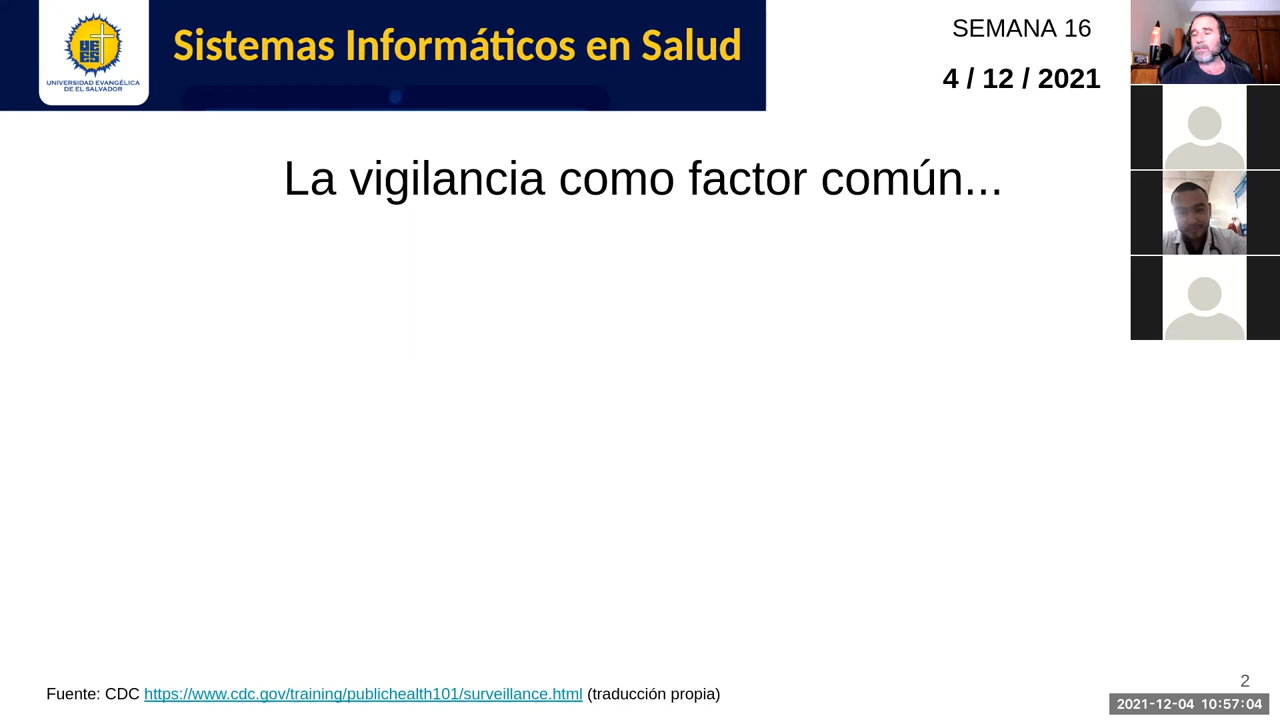 Sistemas Informáticos en Salud
UNIVERSIDAD EVANGÉLICA
DE EL SALVADOR
SEMANA 16
4 / 12 / 2021
La vigilancia como factor común...
Fuente: CDC https://www.cdc.gov/training/publichealth101/surveillance.html (traducción propia)
2
2021-12-04 10:57:04